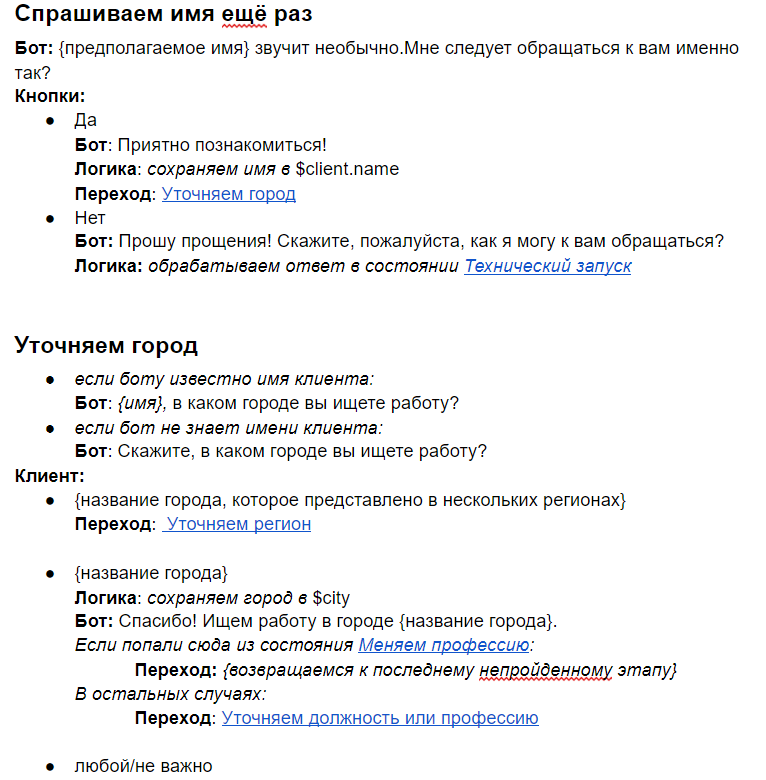 Спрашиваем имя ещё раз
Бот: {предполагаемое имя} звучит необычно.Мне следует обращаться к вам именно
так?
Кнопки:
● Да
Бот: Приятно познакомиться!
Логика: сохраняем имя в $client.name
Переход: Уточняем город
● Нет
Бот: Прошу прощения! Скажите, пожалуйста, как я могу к вам обращаться?
Логика: обрабатываем ответ в состоянии Технический запуск
Уточняем город
● если боту известно имя клиента:
Бот: {имя}, в каком городе вы ищете работу?
● если бот не знает имени клиента:
Бот: Скажите, в каком городе вы ищете работу?
Клиент:
● {название города, которое представлено в нескольких регионах}
Переход: Уточняем регион
● {название города}
Логика: сохраняем город в $city
Бот: Спасибо! Ищем работу в городе {название города}.
Если попали сюда из состояния Меняем профессию:
Переход: {возвращаемся к последнему непройденному этапу}
В остальных случаях:
Переход: Уточняем должность или профессию
● любой/не важно